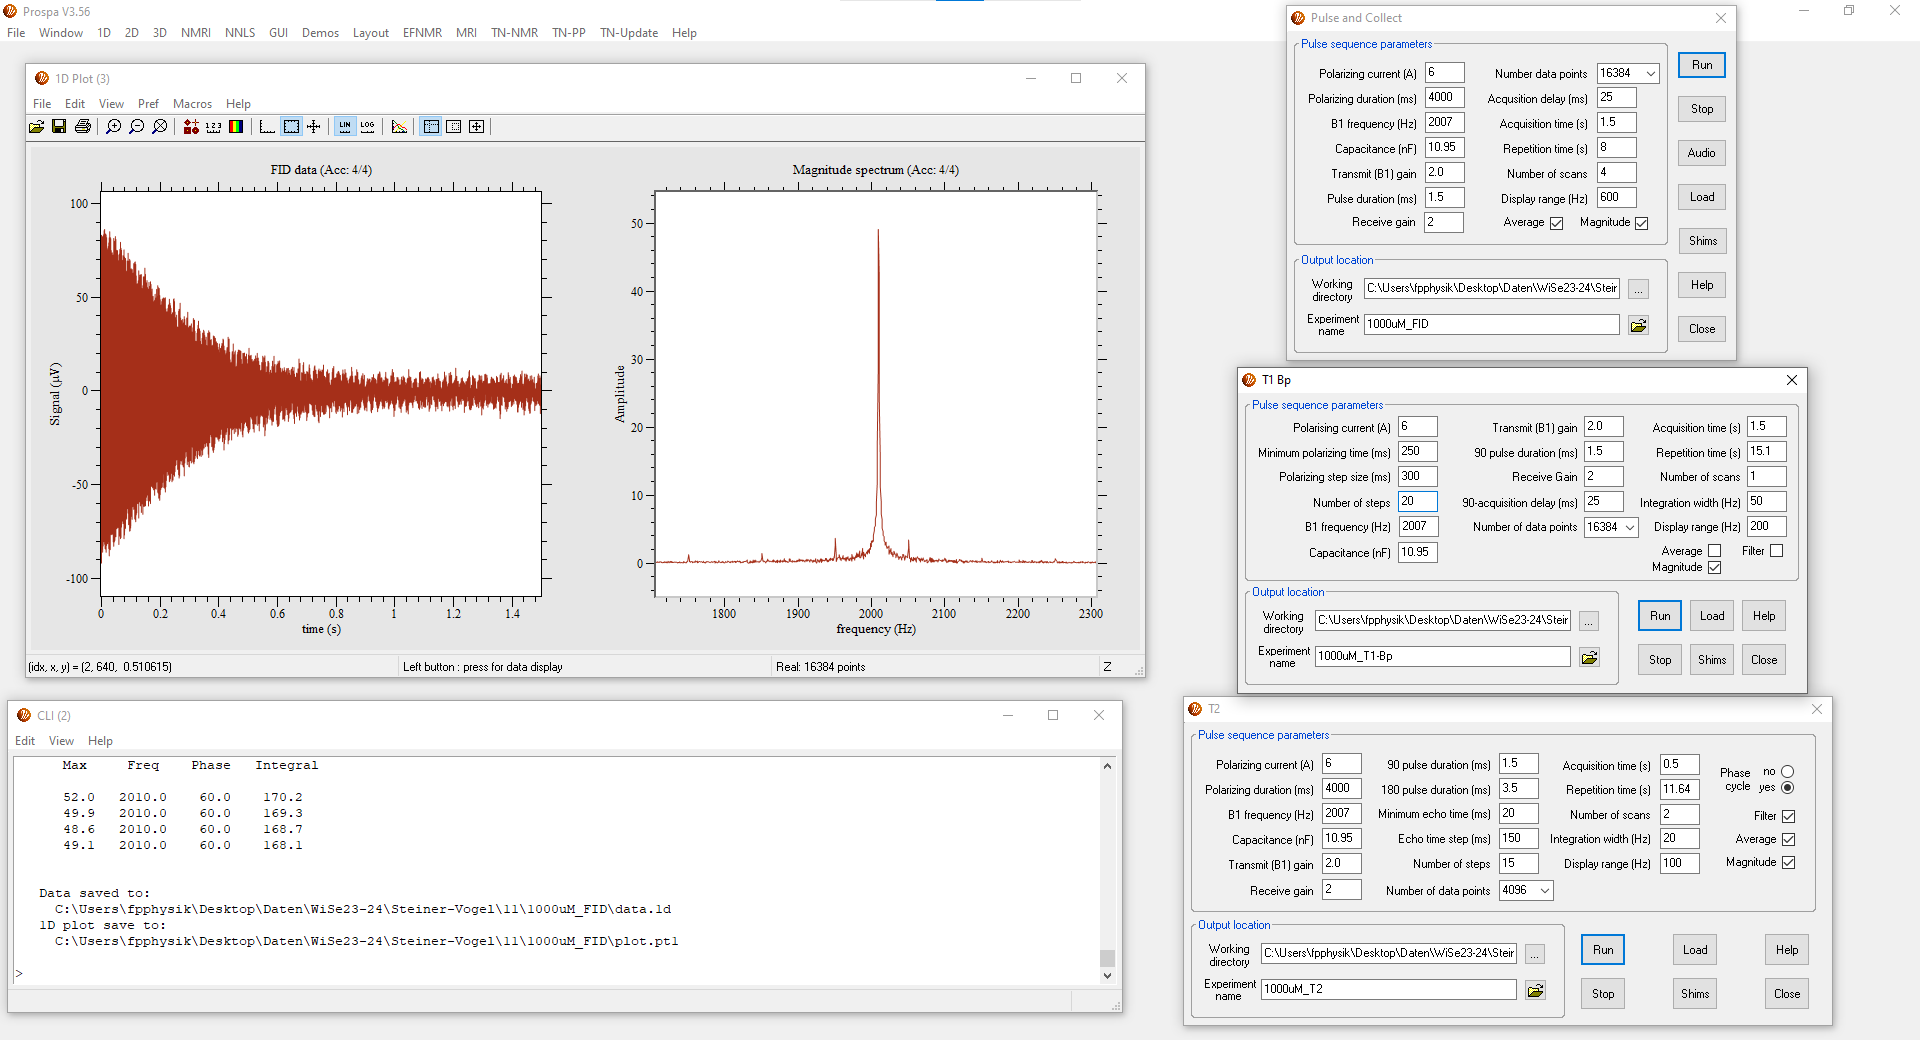 Prospa V3.56
File Window 1D 2D 3D NMRI NNLS GUI Demos Layout EFNMR MRI TN-NMR TN-PP TN-Update Help
1D Plot (3)
File Edit View Pref Macros Help
1 2 3 LIN LOG
FID data (Acc: 4/4)
100
50
0
-50
-100
Signal (µV)
0 0.2 0.4 0.6 0.8 1 1.2 1.4
time (s)
Magnitude spectrum (Acc: 4/4)
50
40
30
20
10
0
Amplitude
1800 1900 2000 2100 2200 2300
frequency (Hz)
(idx, x, y) = (2, 640, 0.510615) Left button : press for data display Real: 16384 points Z
CLI (2)
Edit View Help
Max Freq Phase Integral
52.0 2010.0 60.0 170.2
49.9 2010.0 60.0 169.3
48.6 2010.0 60.0 168.7
49.1 2010.0 60.0 168.1
Data saved to:
C:\Users\fpphysik\Desktop\Daten\WiSe23-24\Steiner-Vogel\11\1000uM_FID\data.1d
1D plot save to:
C:\Users\fpphysik\Desktop\Daten\WiSe23-24\Steiner-Vogel\11\1000uM_FID\plot.pt1
>
Pulse and Collect
Pulse sequence parameters
Polarizing current (A) 6 Number data points 16384
Polarizing duration (ms) 4000 Acqusition delay (ms) 25
B1 frequency (Hz) 2007 Acquisition time (s) 1.5
Capacitance (nF) 10.95 Repetition time (s) 8
Transmit (B1) gain 2.0 Number of scans 4
Pulse duration (ms) 1.5 Display range (Hz) 600
Receive gain 2 Average Magnitude
Output location
Working directory C:\Users\fpphysik\Desktop\Daten\WiSe23-24\Steir ...
Experiment name 1000uM_FID
Run
Stop
Audio
Load
Shims
Help
Close
T1 Bp
Pulse sequence parameters
Polarising current (A) 6 Transmit (B1) gain 2.0 Acquisition time (s) 1.5
Minimum polarizing time (ms) 250 90 pulse duration (ms) 1.5 Repetition time (s) 15.1
Polarizing step size (ms) 300 Receive Gain 2 Number of scans 1
Number of steps 20 90-acquisition delay (ms) 25 Integration width (Hz) 50
B1 frequency (Hz) 2007 Number of data points 16384 Display range (Hz) 200
Capacitance (nF) 10.95 Average Filter
Magnitude
Output location
Working directory C:\Users\fpphysik\Desktop\Daten\WiSe23-24\Steir ...
Experiment name 1000uM_T1-Bp
Run Load Help
Stop Shims Close
T2
Pulse sequence parameters
Polarizing current (A) 6 90 pulse duration (ms) 1.5 Acquisition time (s) 0.5 Phase cycle no
Polarizing duration (ms) 4000 180 pulse duration (ms) 3.5 Repetition time (s) 11.64 yes
B1 frequency (Hz) 2007 Minimum echo time (ms) 20 Number of scans 2 Filter
Capacitance (nF) 10.95 Echo time step (ms) 150 Integration width (Hz) 20 Average
Transmit (B1) gain 2.0 Number of steps 15 Display range (Hz) 100 Magnitude
Receive gain 2 Number of data points 4096
Output location
Working directory C:\Users\fpphysik\Desktop\Daten\WiSe23-24\Steir ...
Experiment name 1000uM_T2
Run Load Help
Stop Shims Close